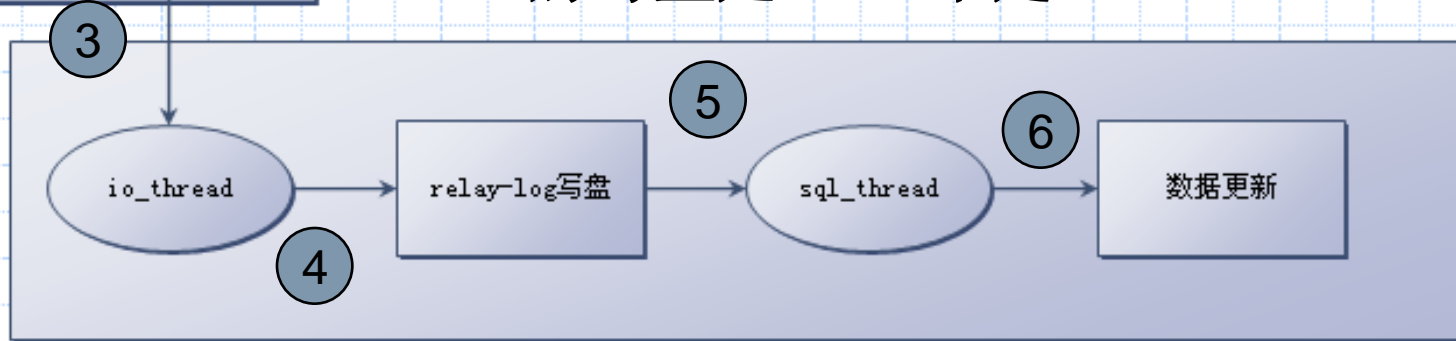 3
5
6
io_thread
relay-log写盘
sql_thread
数据更新
4